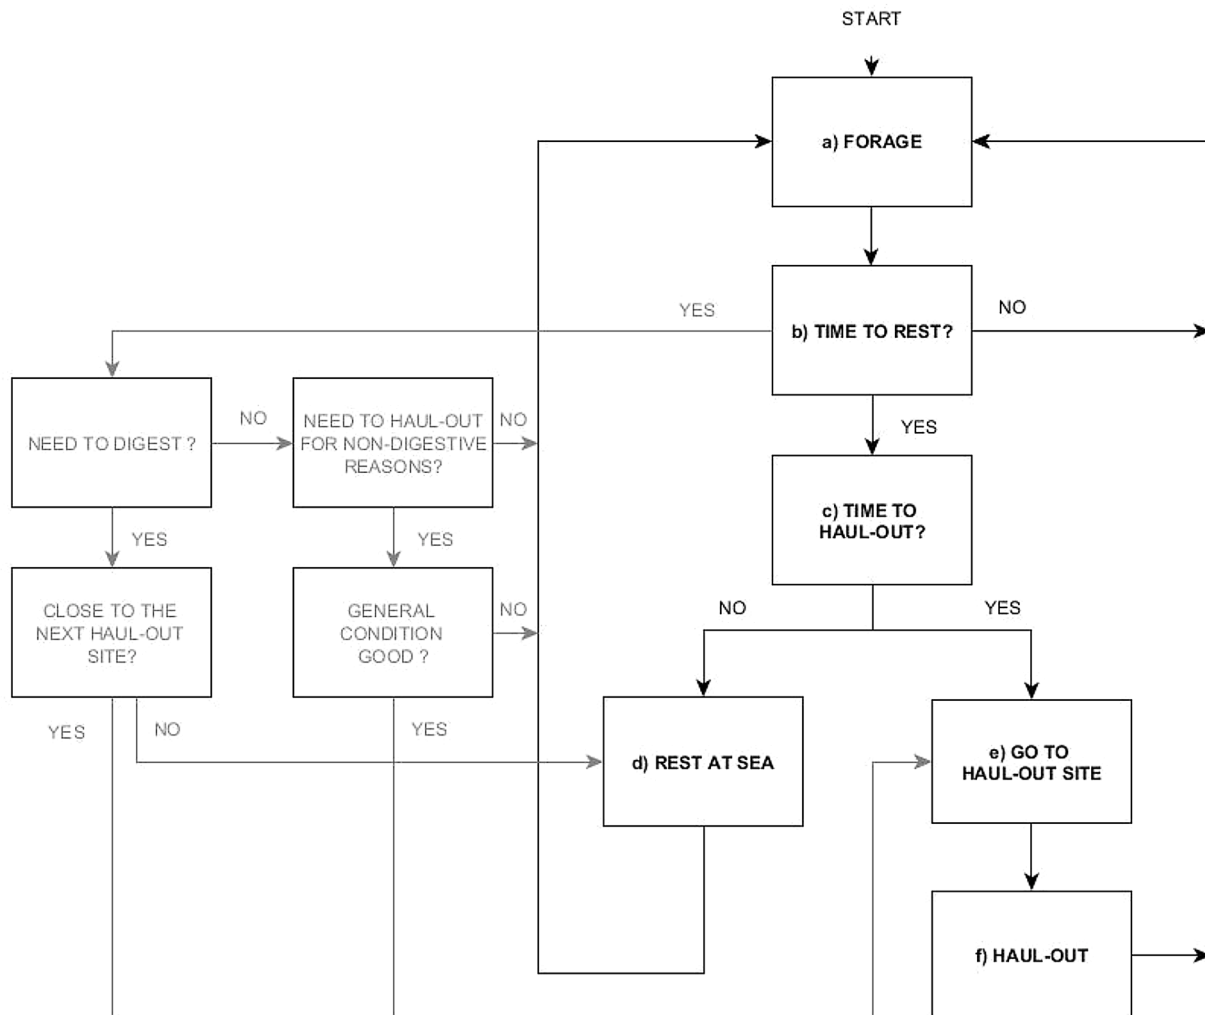 START
a) FORAGE
YES
b) TIME TO REST?
NO
NEED TO DIGEST ?
NO
NEED TO HAUL-OUT
FOR NON-DIGESTIVE
REASONS?
NO
YES
c) TIME TO
HAUL-OUT?
YES
YES
CLOSE TO THE
NEXT HAUL-OUT
SITE?
GENERAL
CONDITION
GOOD ?
NO
NO
YES
YES
NO
YES
d) REST AT SEA
e) GO TO
HAUL-OUT SITE
f) HAUL-OUT